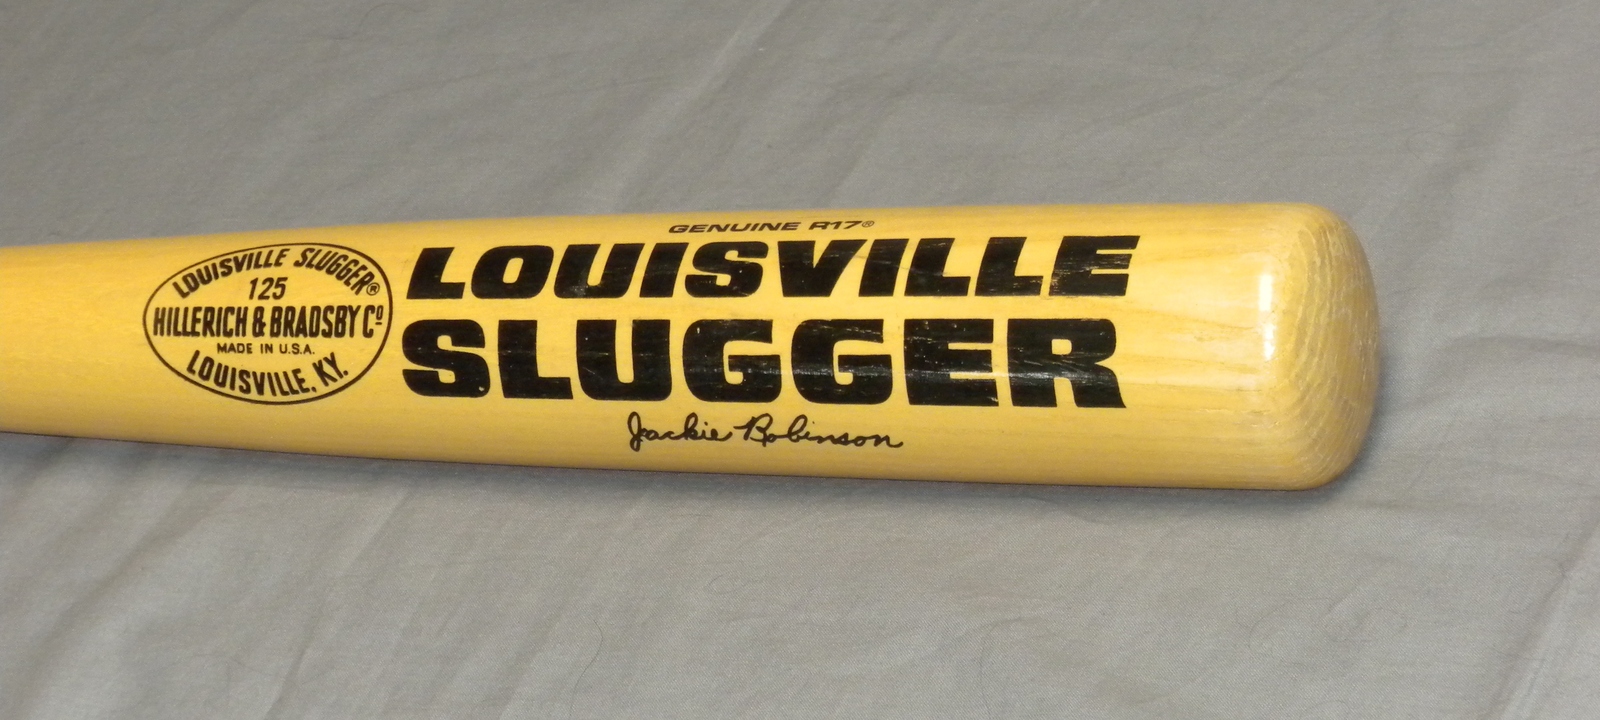 LOUISVILLE SLUGGER®
125
HILLERICH & BRADSBY Cº
MADE IN U.S.A.
LOUISVILLE, KY.
GENUINE R17®
LOUISVILLE
SLUGGER
Jackie Robinson